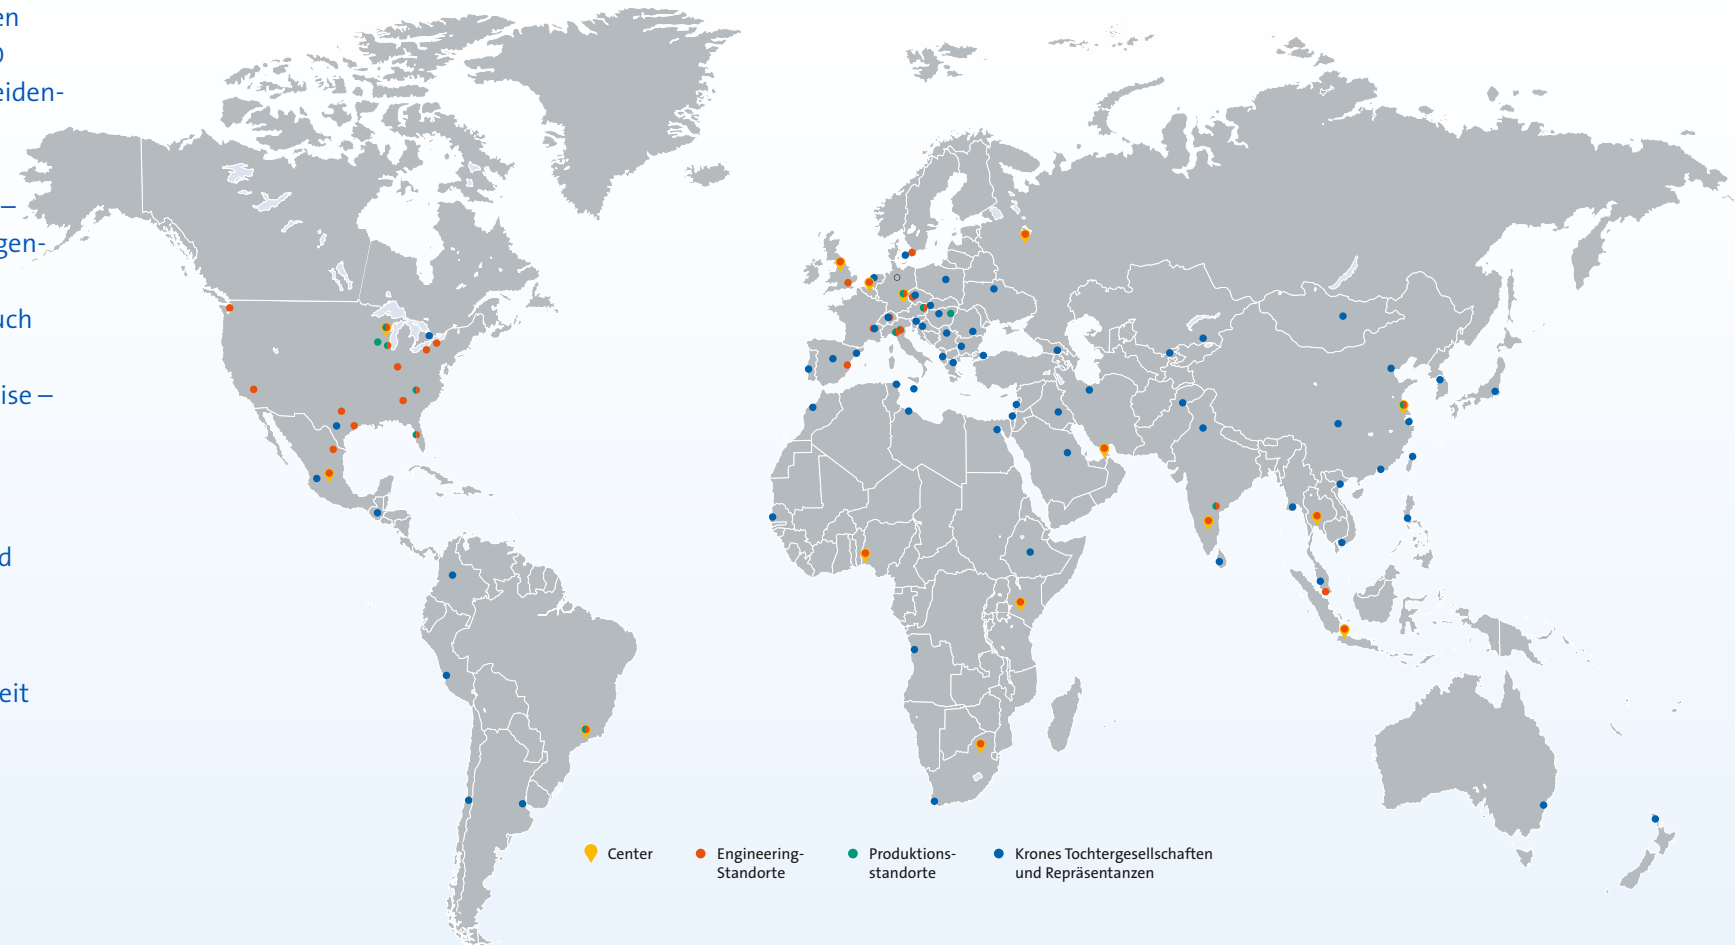 en
eiden-
–
gen-
uch
ise –
d
eit
Center
Engineering-
Standorte
Produktions-
standorte
Krones Tochtergesellschaften
und Repräsentanzen